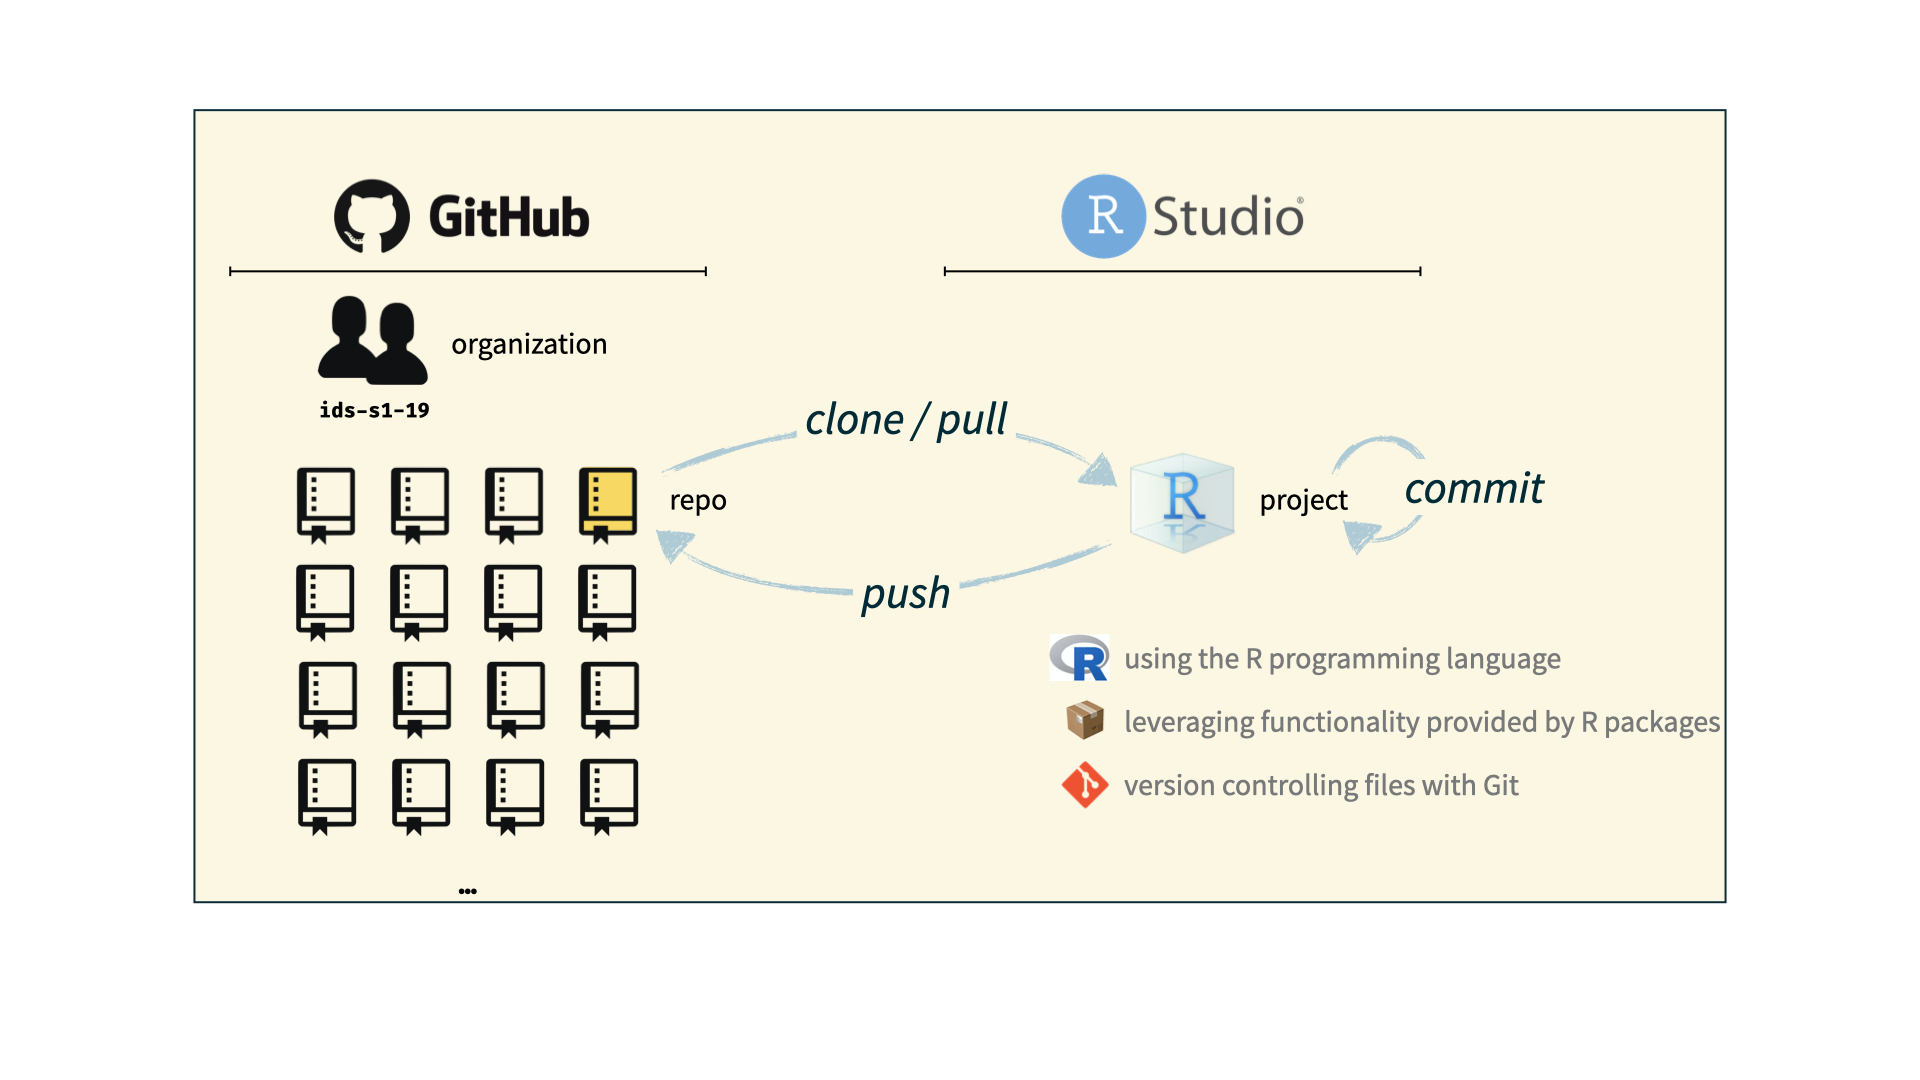 GitHub
R Studio®
organization
ids-s1-19
clone / pull
repo
R
project
commit
push
R using the R programming language
leveraging functionality provided by R packages
version controlling files with Git
...